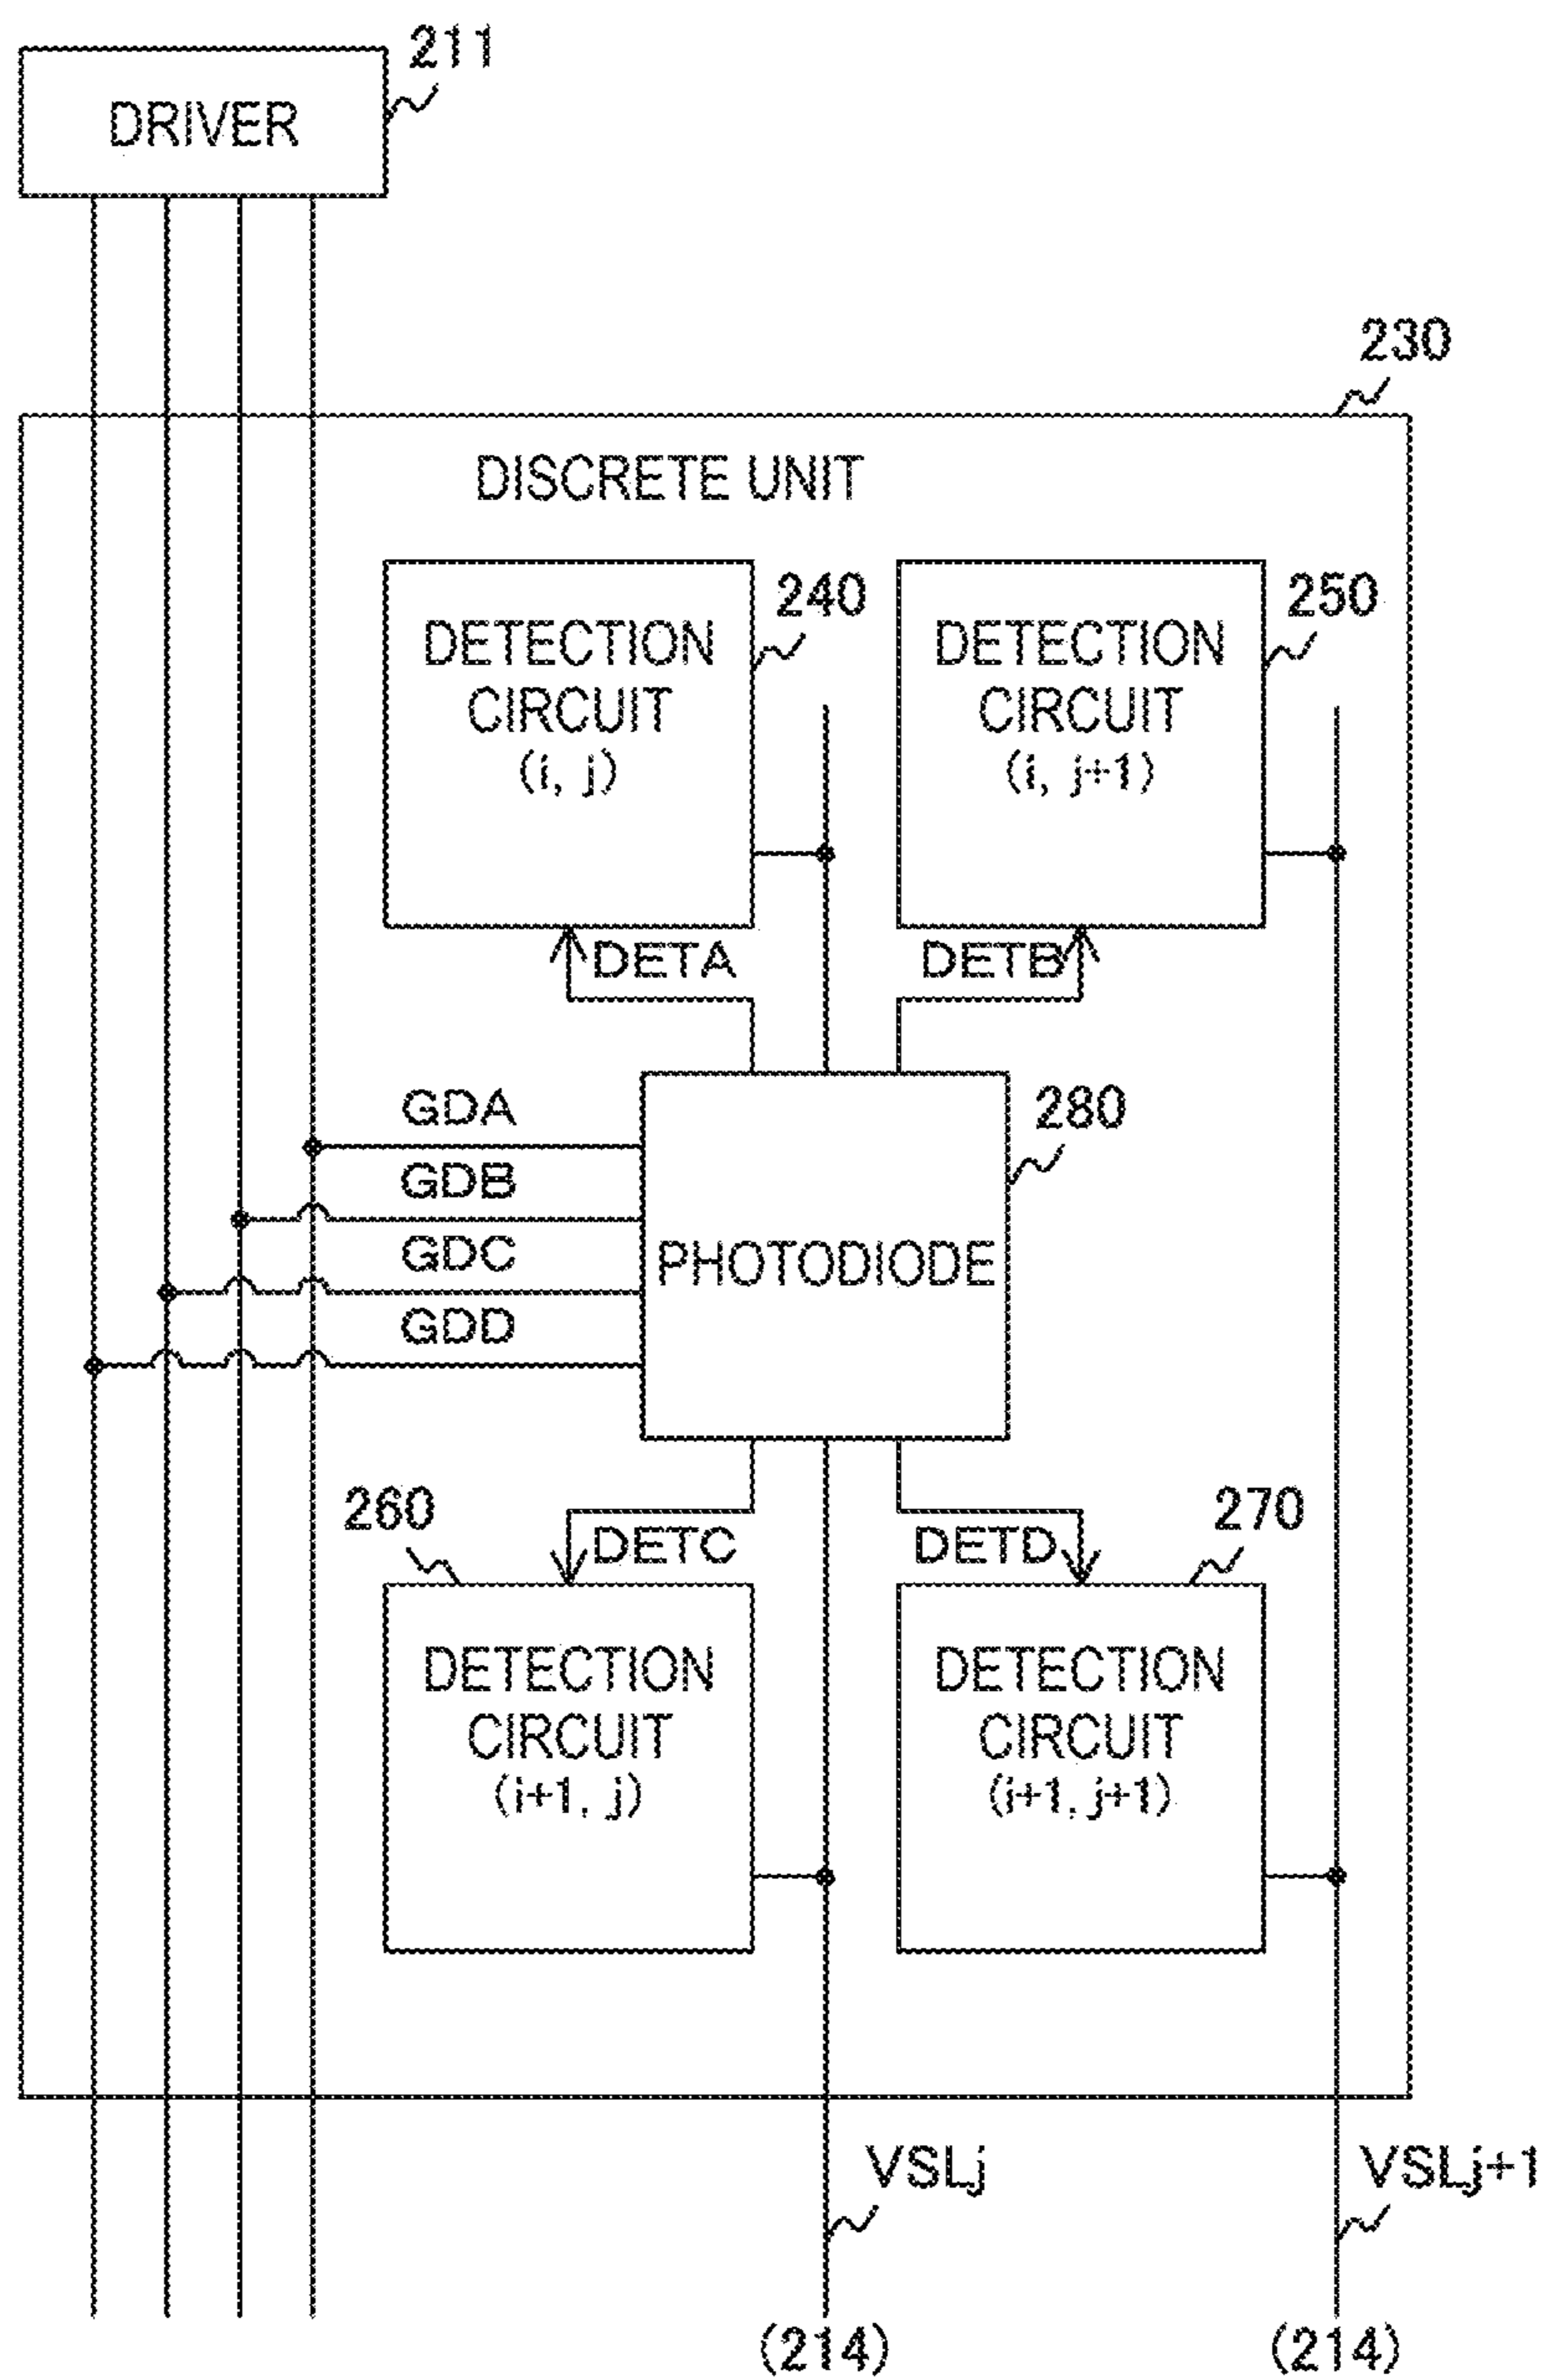 211
DRIVER
230
DISCRETE UNIT
240
DETECTION
CIRCUIT
(i, j)
250
DETECTION
CIRCUIT
(i, j+1)
DETA
DETB
GDA
GDB
GDC
GDD
280
PHOTODIODE
260
DETC
DETD
270
DETECTION
CIRCUIT
(i+1, j)
DETECTION
CIRCUIT
(i+1, j+1)
VSLj
VSLj+1
(214)
(214)